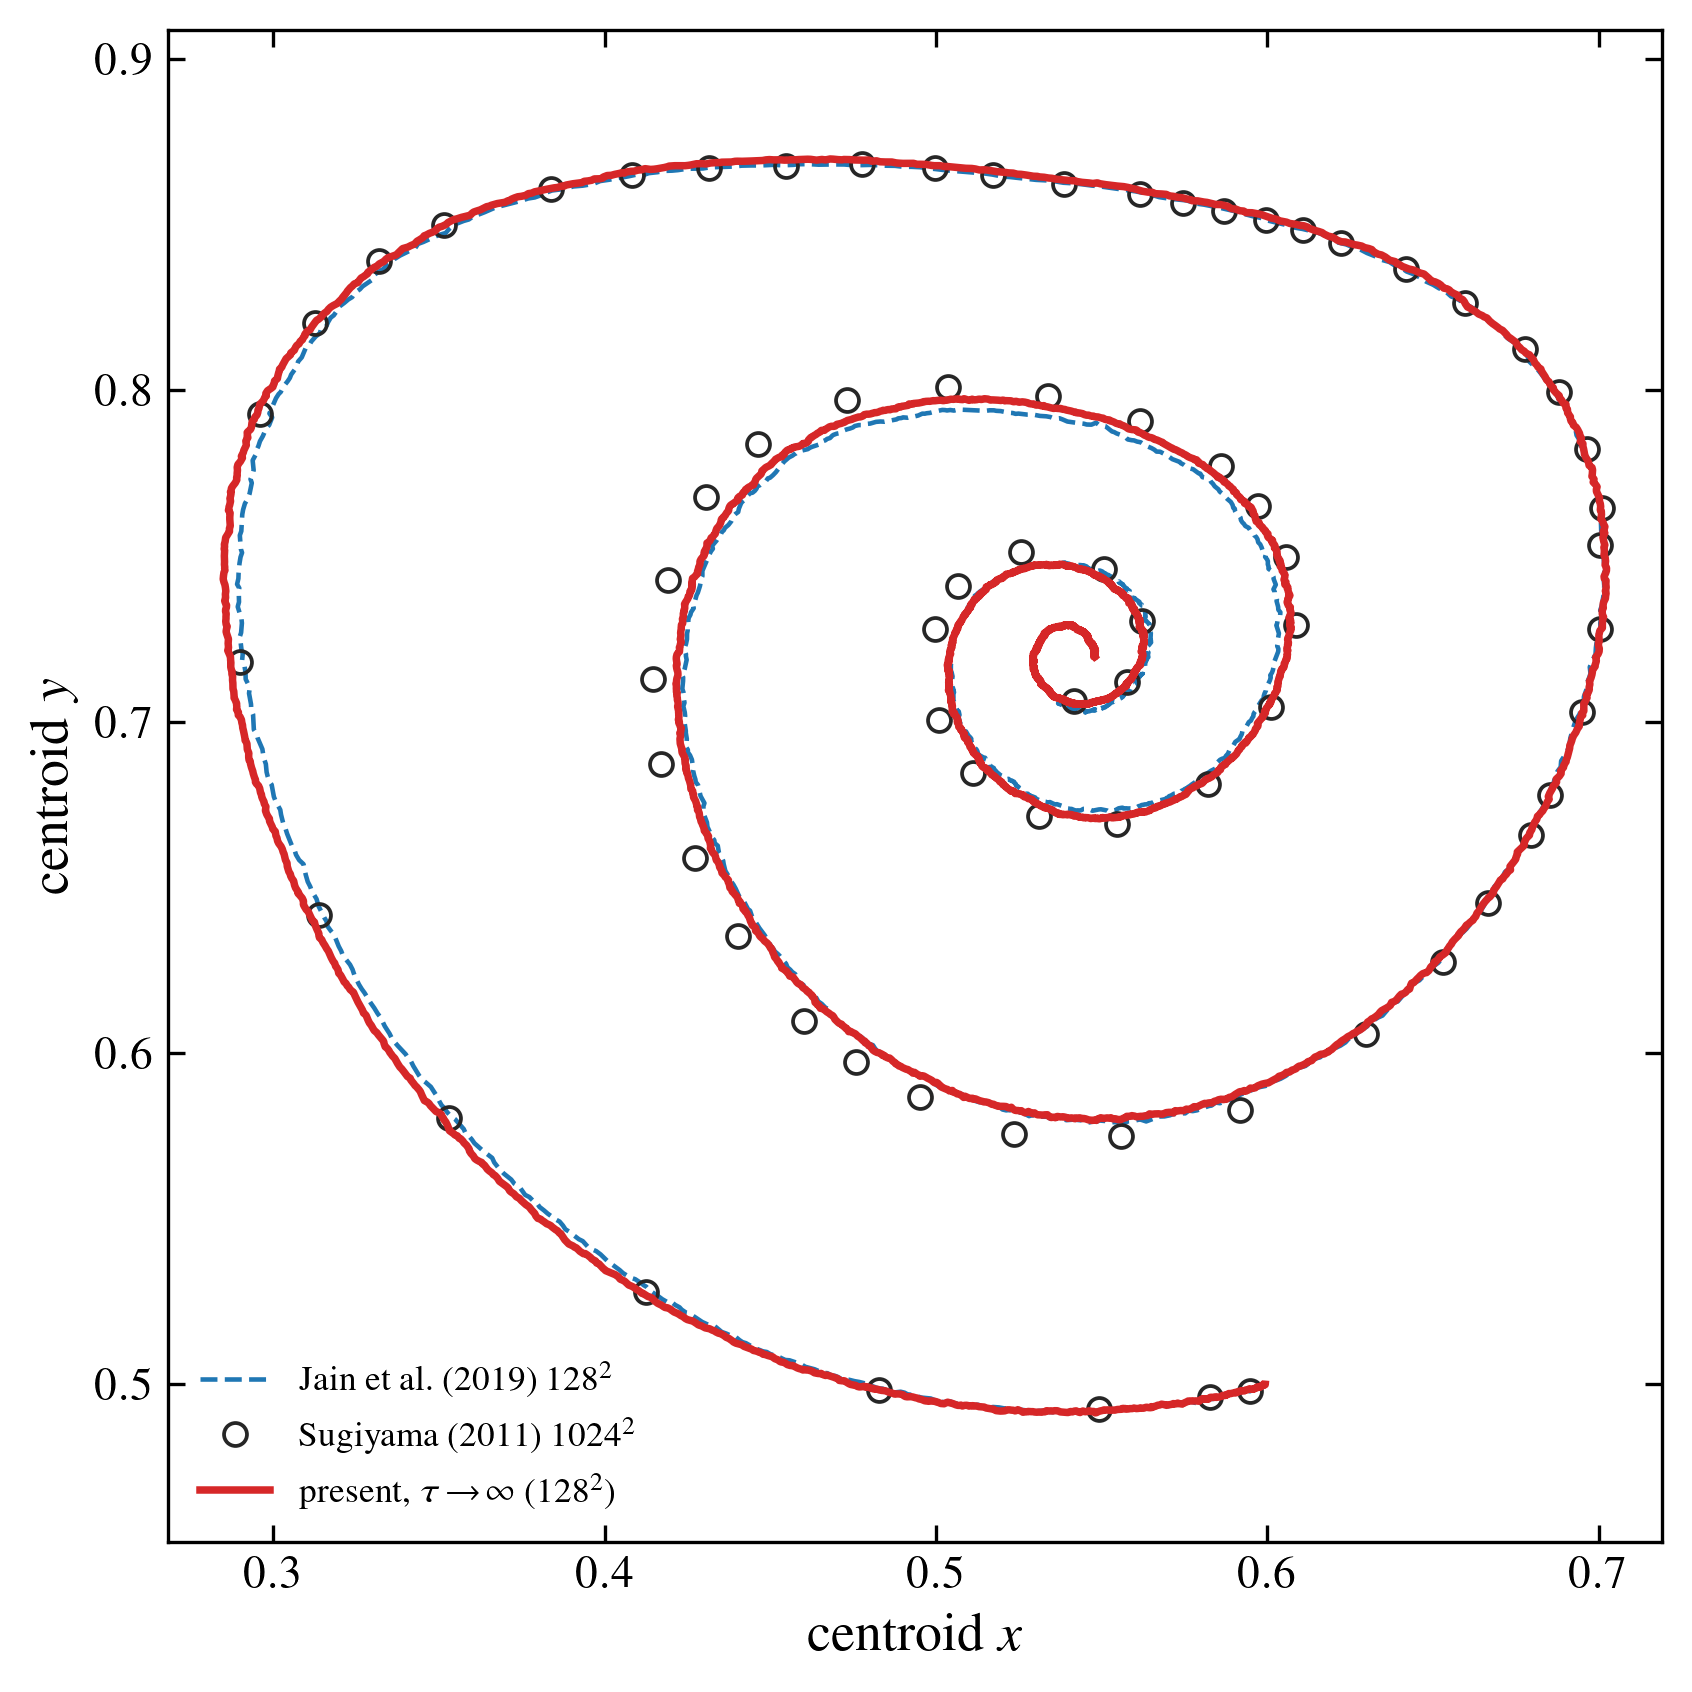 0.9
0.8
0.7
0.6
0.5
centroid y
Jain et al. (2019) 128²
Sugiyama (2011) 1024²
present, τ → ∞ (128²)
0.3 0.4 0.5 0.6 0.7
centroid x